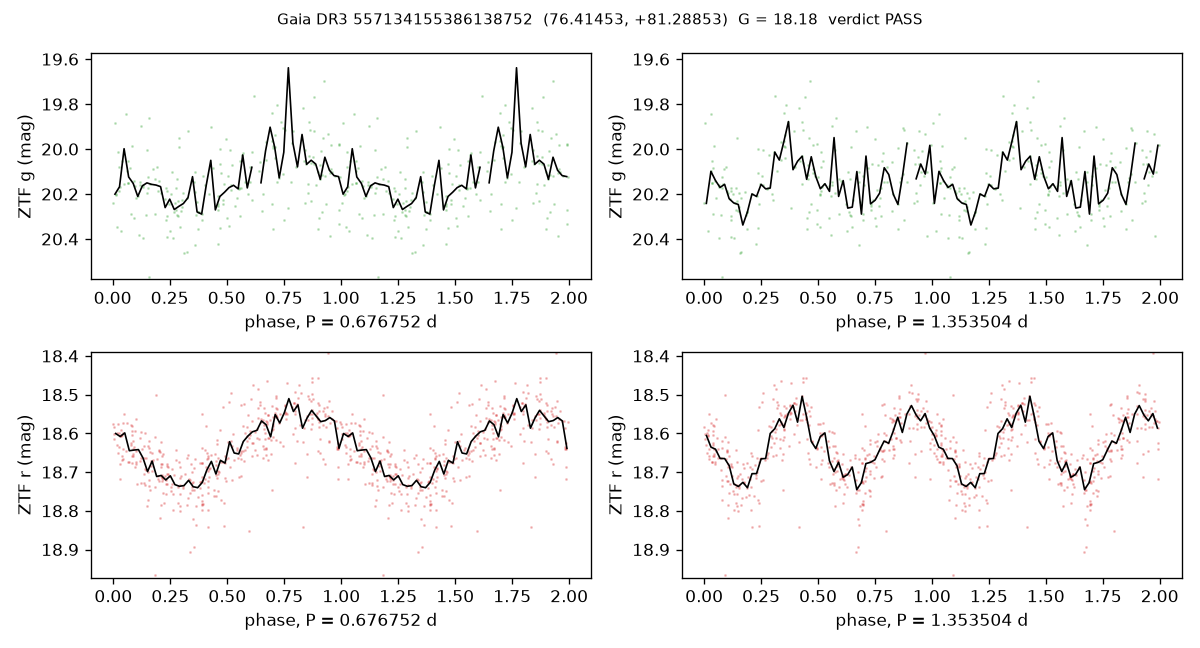 Gaia DR3 557134155386138752  (76.41453, +81.28853)  G = 18.18  verdict PASS
ZTF g (mag)
19.6
19.8
20.0
20.2
20.4
0.00 0.25 0.50 0.75 1.00 1.25 1.50 1.75 2.00
phase, P = 0.676752 d
ZTF g (mag)
19.6
19.8
20.0
20.2
20.4
0.00 0.25 0.50 0.75 1.00 1.25 1.50 1.75 2.00
phase, P = 1.353504 d
ZTF r (mag)
18.4
18.5
18.6
18.7
18.8
18.9
0.00 0.25 0.50 0.75 1.00 1.25 1.50 1.75 2.00
phase, P = 0.676752 d
ZTF r (mag)
18.4
18.5
18.6
18.7
18.8
18.9
0.00 0.25 0.50 0.75 1.00 1.25 1.50 1.75 2.00
phase, P = 1.353504 d